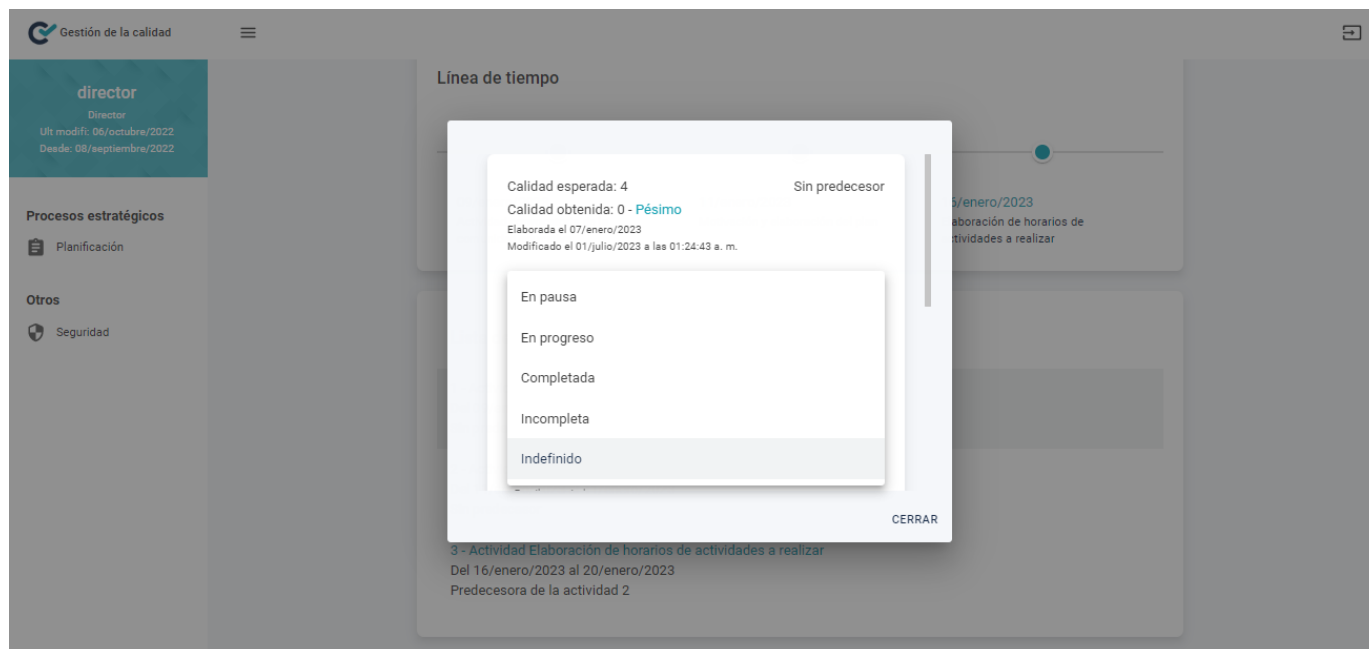 Gestión de la calidad
director
Director
Ult modifi: 06/octubre/2022
Desde: 08/septiembre/2022
Procesos estratégicos
Planificación
Otros
Seguridad
Línea de tiempo
/enero/2023
aboración de horarios de
tividades a realizar
Calidad esperada: 4
Sin predecesor
Calidad obtenida: 0 - Pésimo
Elaborada el 07/enero/2023
Modificado el 01/julio/2023 a las 01:24:43 a. m.
En pausa
En progreso
Completada
Incompleta
Indefinido
CERRAR
3 - Actividad Elaboración de horarios de actividades a realizar
Del 16/enero/2023 al 20/enero/2023
Predecesora de la actividad 2